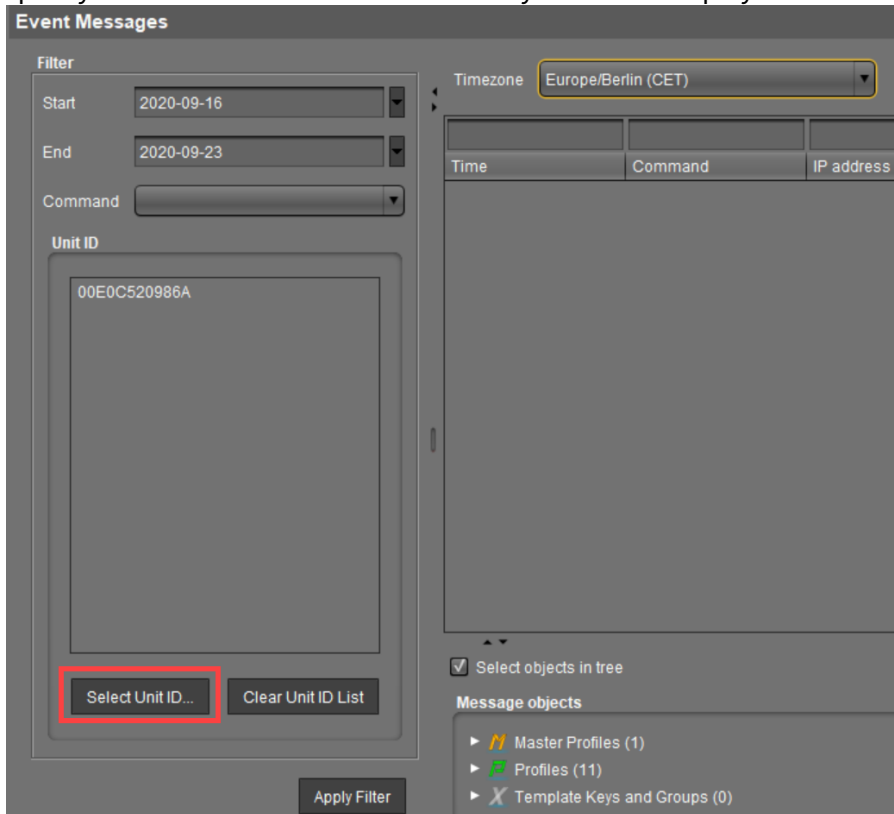 Event Messages
Filter
Start 2020-09-16
End 2020-09-23
Command
Unit ID
00E0C520986A
Select Unit ID...
Clear Unit ID List
Apply Filter
Timezone Europe/Berlin (CET)
Time Command IP address
Select objects in tree
Message objects
Master Profiles (1)
Profiles (11)
Template Keys and Groups (0)